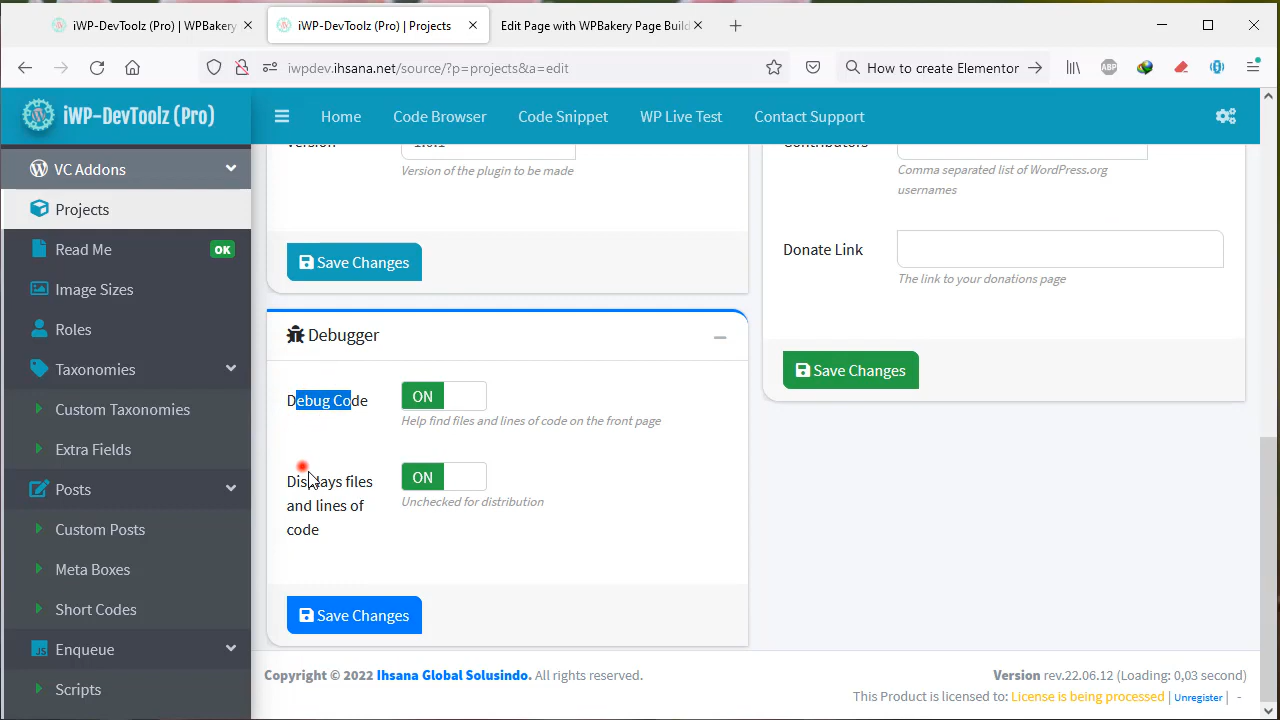 iWP-DevToolz (Pro) | WPBakery
iWP-DevToolz (Pro) | Projects
Edit Page with WPBakery Page Build
iwpdev.ihsana.net/source/?p=projects&a=edit
How to create Elementor
ABP
iWP-DevToolz (Pro)
Home
Code Browser
Code Snippet
WP Live Test
Contact Support
VC Addons
Projects
Read Me
OK
Image Sizes
Roles
Taxonomies
Custom Taxonomies
Extra Fields
Posts
Custom Posts
Meta Boxes
Short Codes
Enqueue
Scripts
Version of the plugin to be made
Save Changes
Contributors
Comma separated list of WordPress.org
usernames
Donate Link
The link to your donations page
Save Changes
Debugger
Debug Code
ON
Help find files and lines of code on the front page
Displays files
and lines of
code
ON
Unchecked for distribution
Save Changes
Copyright © 2022 Ihsana Global Solusindo. All rights reserved.
Version rev.22.06.12 (Loading: 0,03 second)
This Product is licensed to: License is being processed | Unregister | -